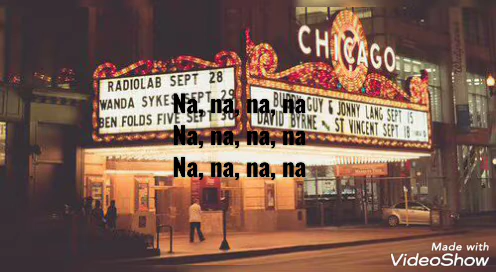 CHICAGO
RADIOLAB SEPT 28
WANDA SYKES SEPT 29
BEN FOLDS FIVE SEPT 30
BUDDY GUY & JONNY LANG SEPT 15
DAVID BYRNE ST VINCENT SEPT 18
Na, na, na, na
Na, na, na, na
Na, na, na, na
Made with
VideoShow